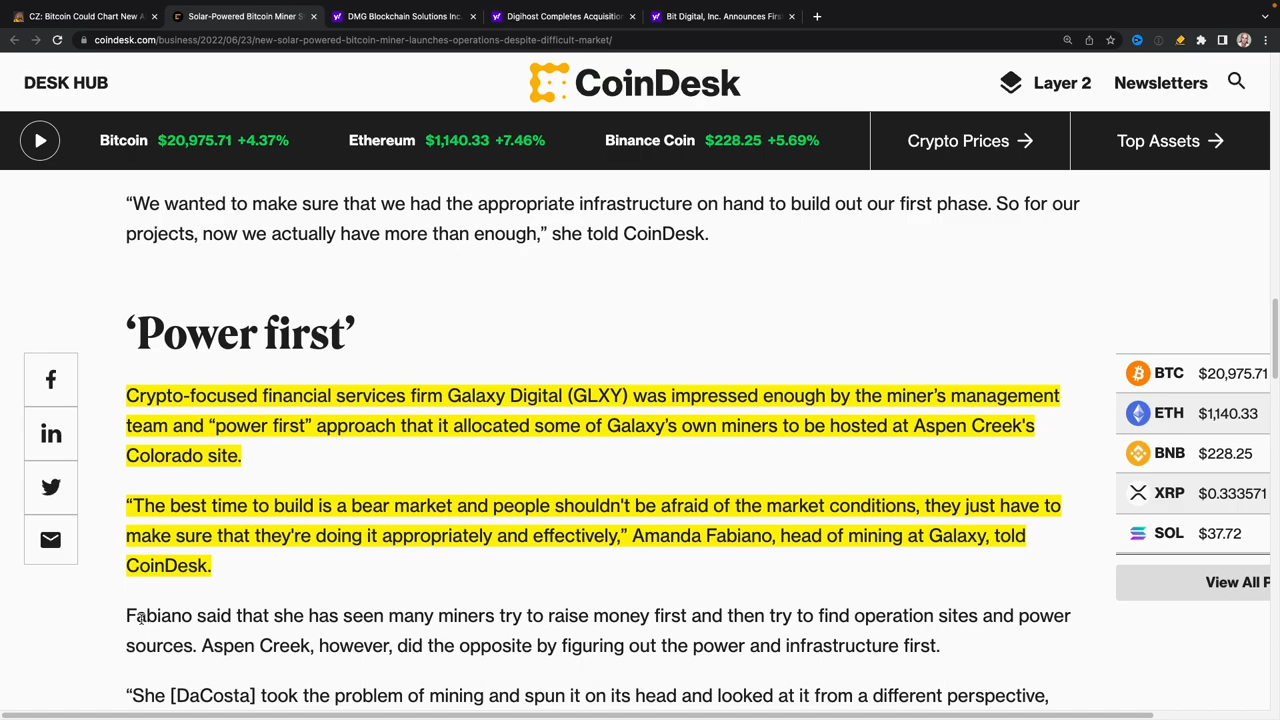 CZ: Bitcoin Could Chart New A
Solar-Powered Bitcoin Miner S
DMG Blockchain Solutions Inc.
Digihost Completes Acquisition
Bit Digital, Inc. Announces Firs
coindesk.com/business/2022/06/23/new-solar-powered-bitcoin-miner-launches-operations-despite-difficult-market/
DESK HUB
CoinDesk
Layer 2
Newsletters
Bitcoin $20,975.71 +4.37%
Ethereum $1,140.33 +7.46%
Binance Coin $228.25 +5.69%
Crypto Prices
Top Assets
“We wanted to make sure that we had the appropriate infrastructure on hand to build out our first phase. So for our
projects, now we actually have more than enough,” she told CoinDesk.
‘Power first’
Crypto-focused financial services firm Galaxy Digital (GLXY) was impressed enough by the miner’s management
team and “power first” approach that it allocated some of Galaxy’s own miners to be hosted at Aspen Creek's
Colorado site.
“The best time to build is a bear market and people shouldn't be afraid of the market conditions, they just have to
make sure that they're doing it appropriately and effectively,” Amanda Fabiano, head of mining at Galaxy, told
CoinDesk.
Fabiano said that she has seen many miners try to raise money first and then try to find operation sites and power
sources. Aspen Creek, however, did the opposite by figuring out the power and infrastructure first.
“She [DaCosta] took the problem of mining and spun it on its head and looked at it from a different perspective,
BTC $20,975.71
ETH $1,140.33
BNB $228.25
XRP $0.333571
SOL $37.72
View All P